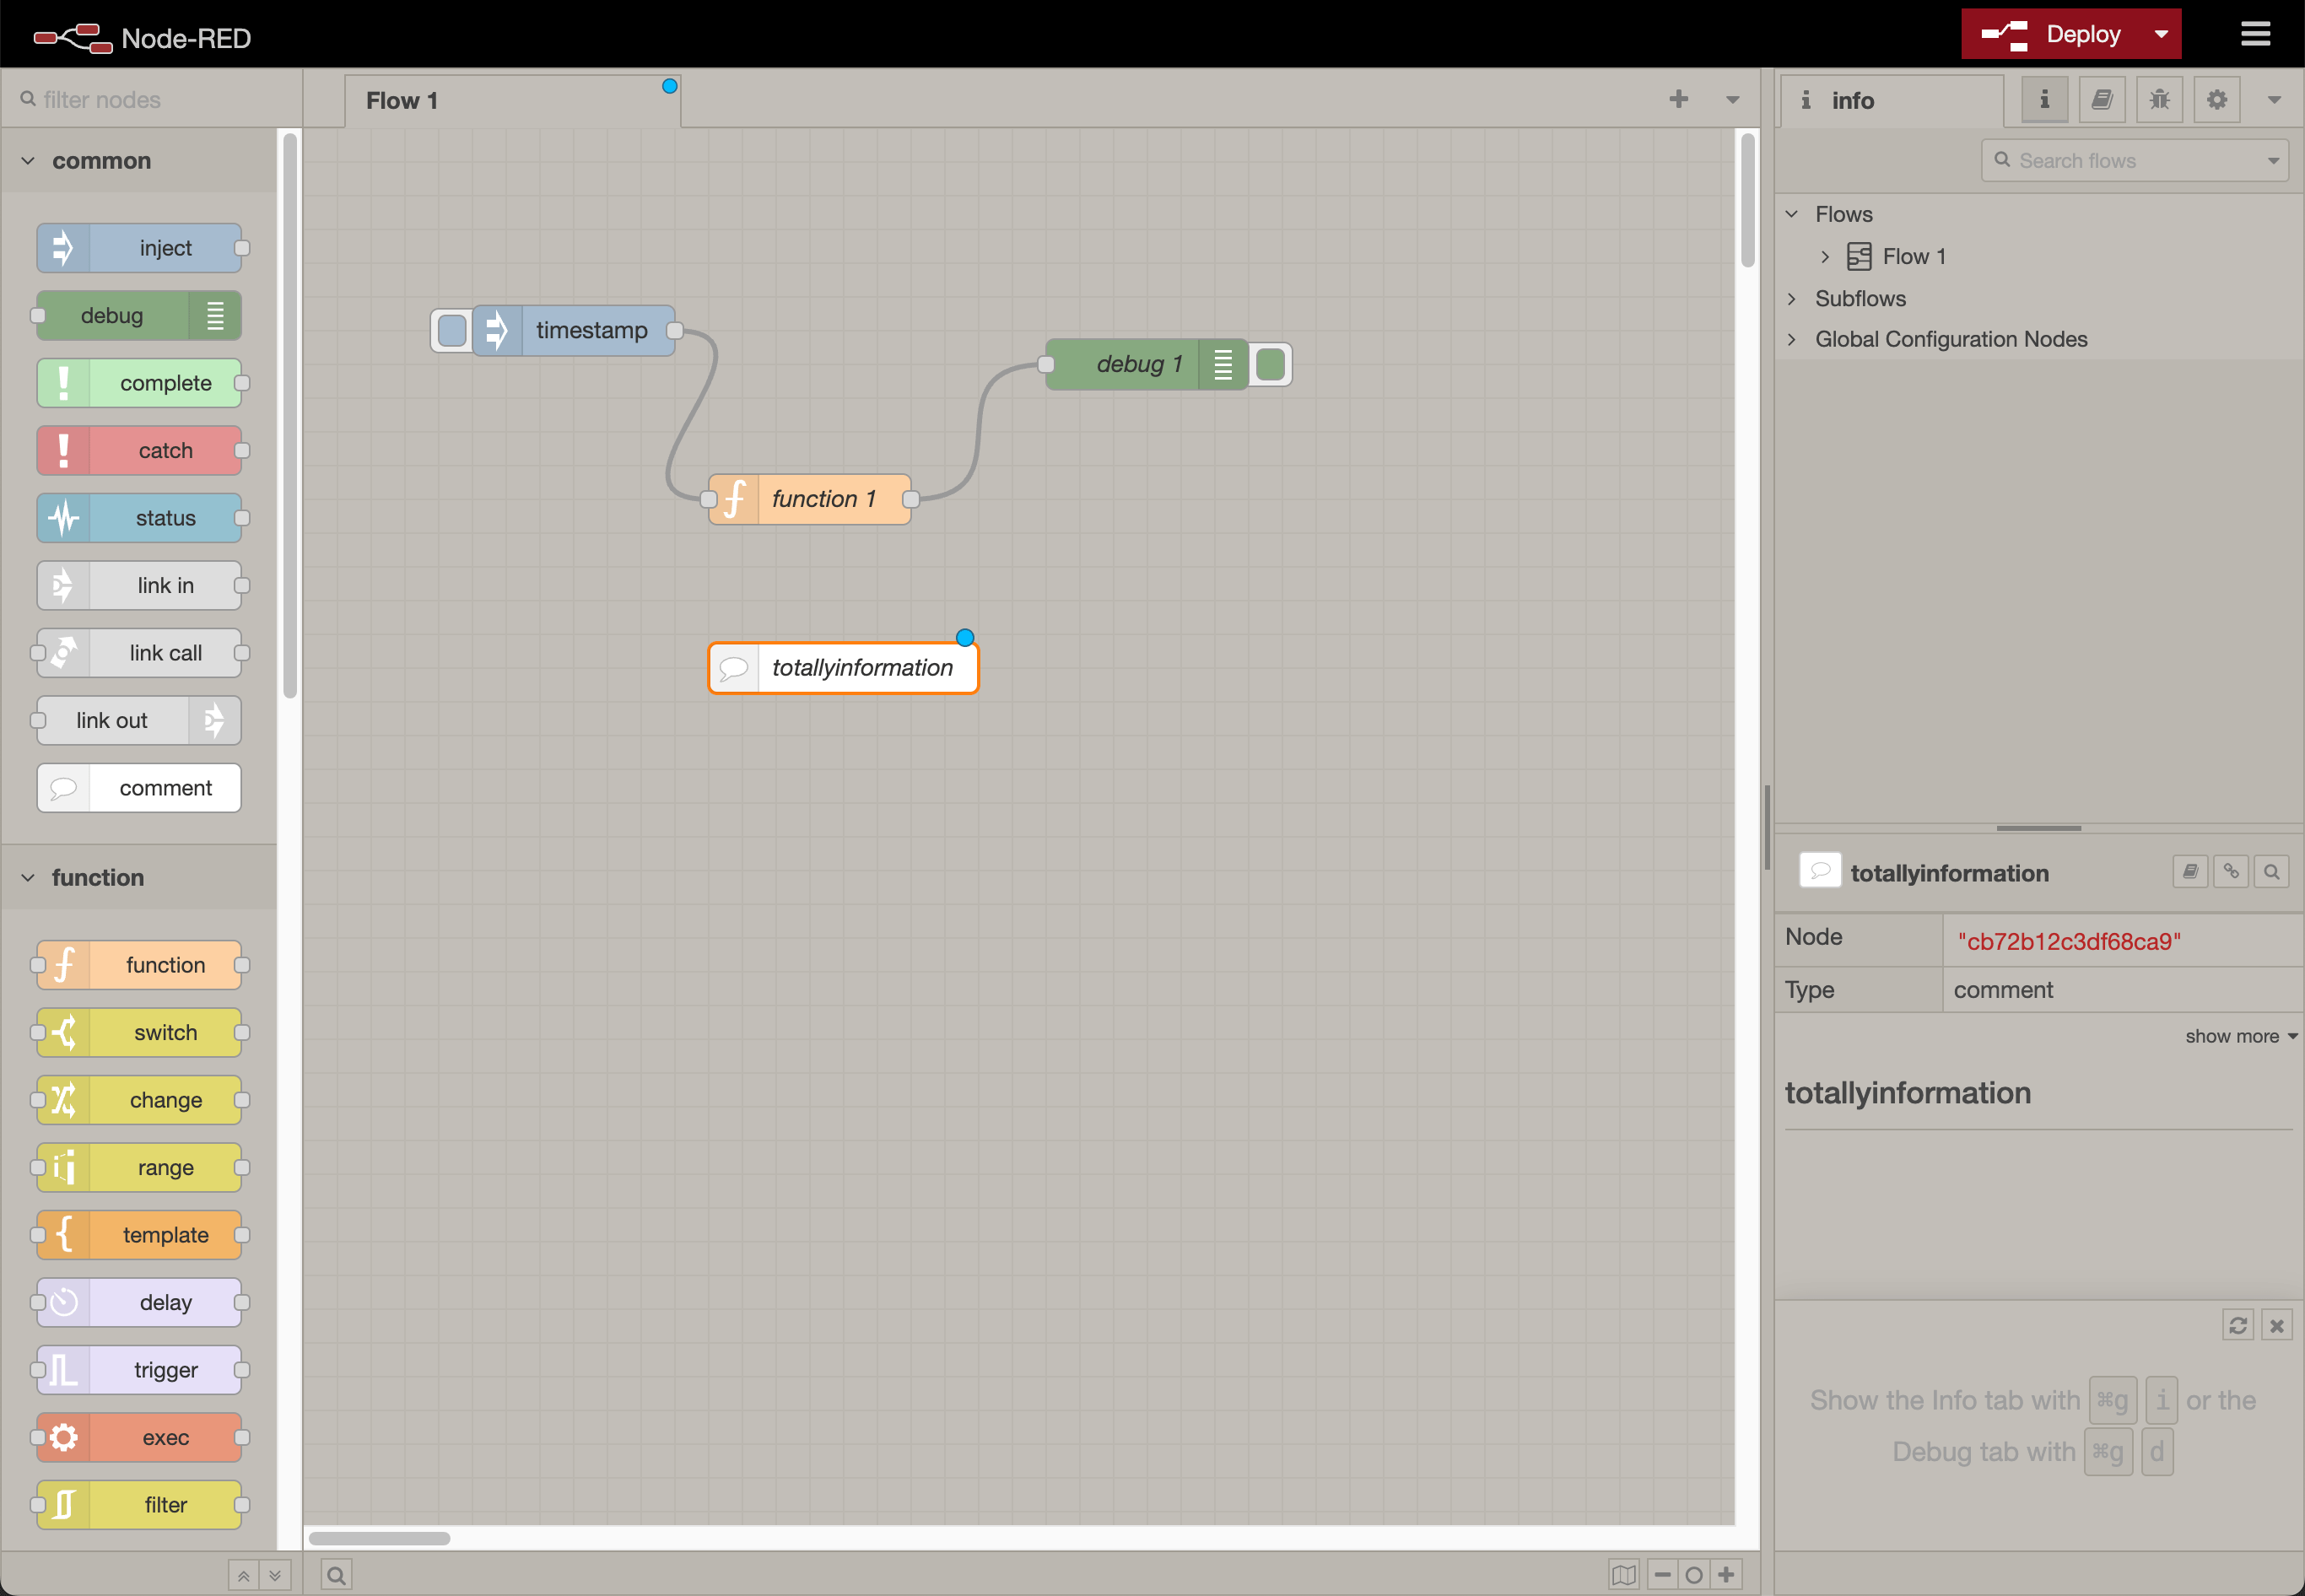 Node-RED
Deploy
filter nodes
Flow 1
info
common
Search flows
inject
debug
complete
catch
status
link in
link call
link out
comment
function
function
switch
change
range
template
delay
trigger
exec
filter
timestamp
debug 1
function 1
totallyinformation
Flows
Flow 1
Subflows
Global Configuration Nodes
totallyinformation
Node "cb72b12c3df68ca9"
Type comment
show more
totallyinformation
Show the Info tab with ⌘g i or the
Debug tab with ⌘g d